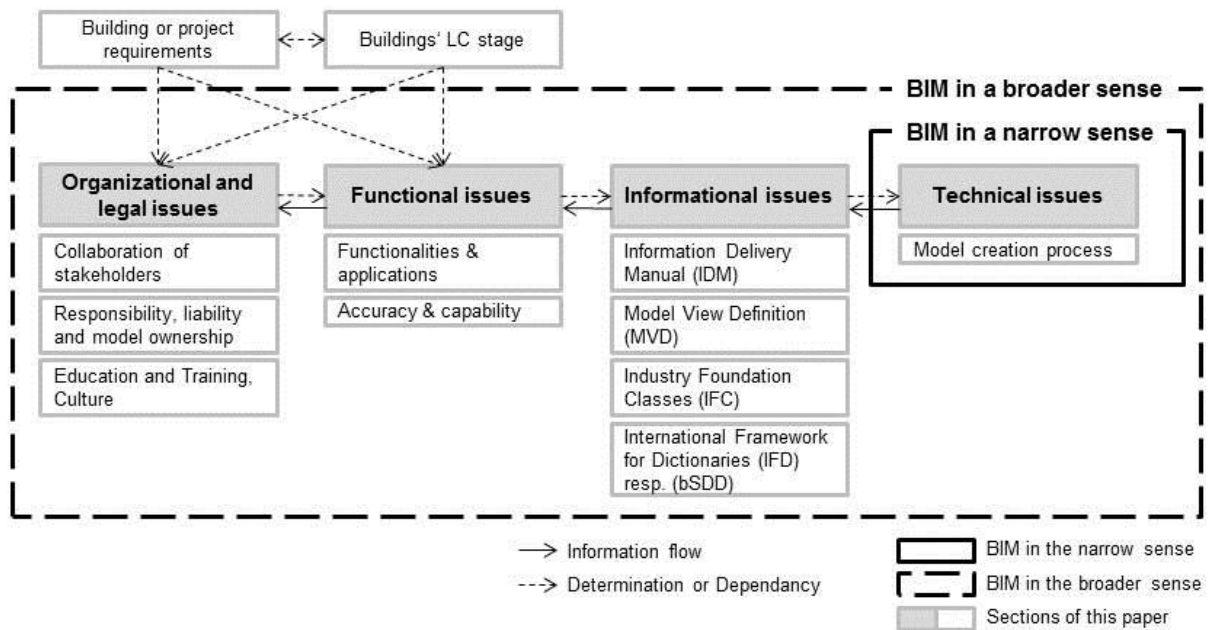 Building or project
requirements
Buildings‘ LC stage
BIM in a broader sense
BIM in a narrow sense
Organizational and
legal issues
Collaboration of
stakeholders
Responsibility, liability
and model ownership
Education and Training,
Culture
Functional issues
Functionalities &
applications
Accuracy & capability
Informational issues
Information Delivery
Manual (IDM)
Model View Definition
(MVD)
Industry Foundation
Classes (IFC)
International Framework
for Dictionaries (IFD)
resp. (bSDD)
Technical issues
Model creation process
Information flow
Determination or Dependancy
BIM in the narrow sense
BIM in the broader sense
Sections of this paper